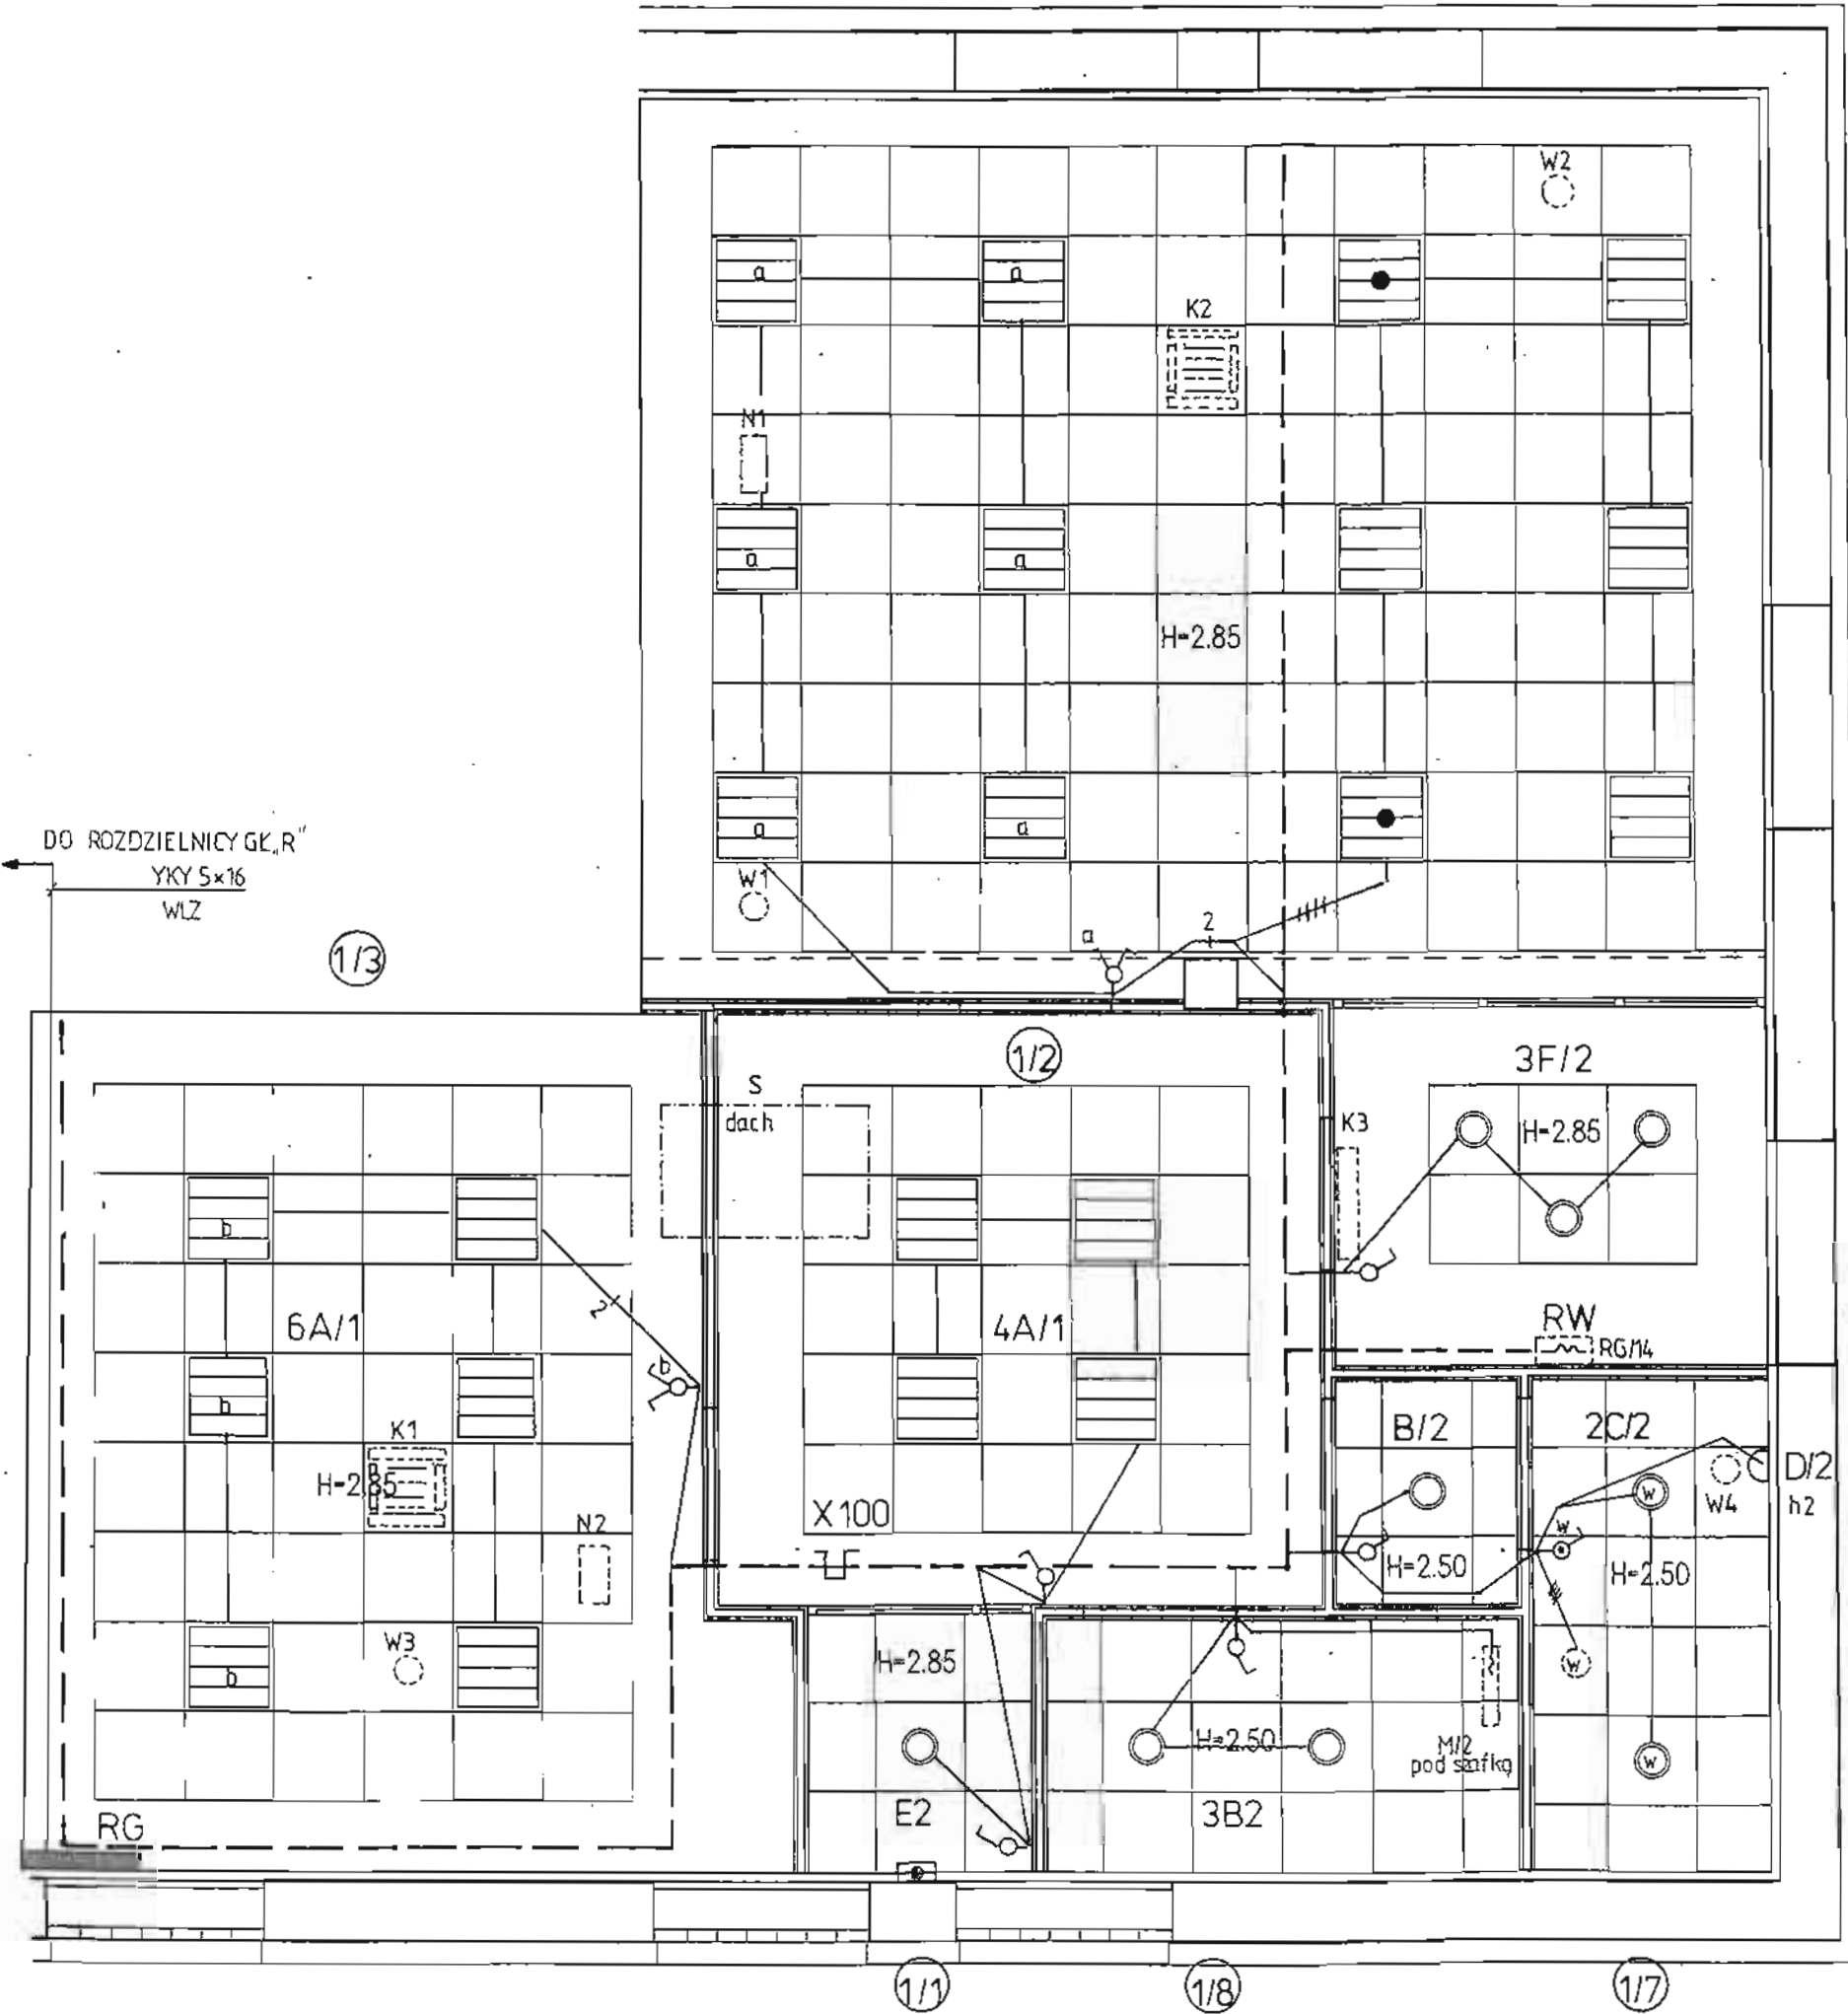 W2
a
a
K2
N1
a
a
H=2.85
a
a
DO ROZDZIELNICY GK„R"
YKY 5×16
WLZ
W1
2
a
1/3
1/2
3F/2
S
dach
K3
H=2.85
b
2
6A/1
4A/1
RW
RG/14
b
b
K1
B/2
2C/2
H=2.85
D/2
W
W4
h2
X100
N2
W
H=2.50
H=2.50
W3
H=2.85
W
b
H=2.50
M/2
pod szafką
W
RG
E2
3B2
1/1
1/8
1/7